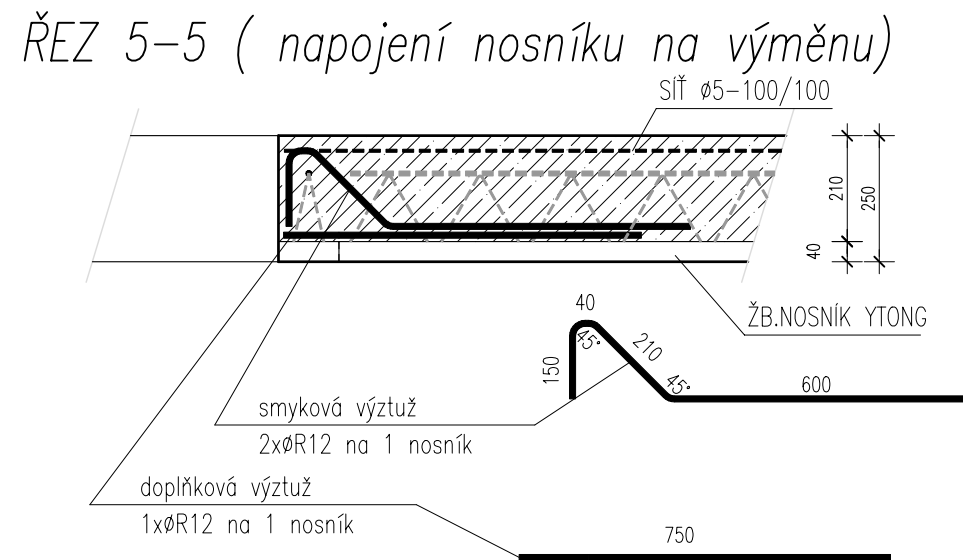 ŘEZ 5-5 ( napojení nosníku na výměnu)
SÍŤ ø5-100/100
210
250
40
ŽB.NOSNÍK YTONG
40
45°
210
150
45°
600
smyková výztuž
2xøR12 na 1 nosník
doplňková výztuž
1xøR12 na 1 nosník
750